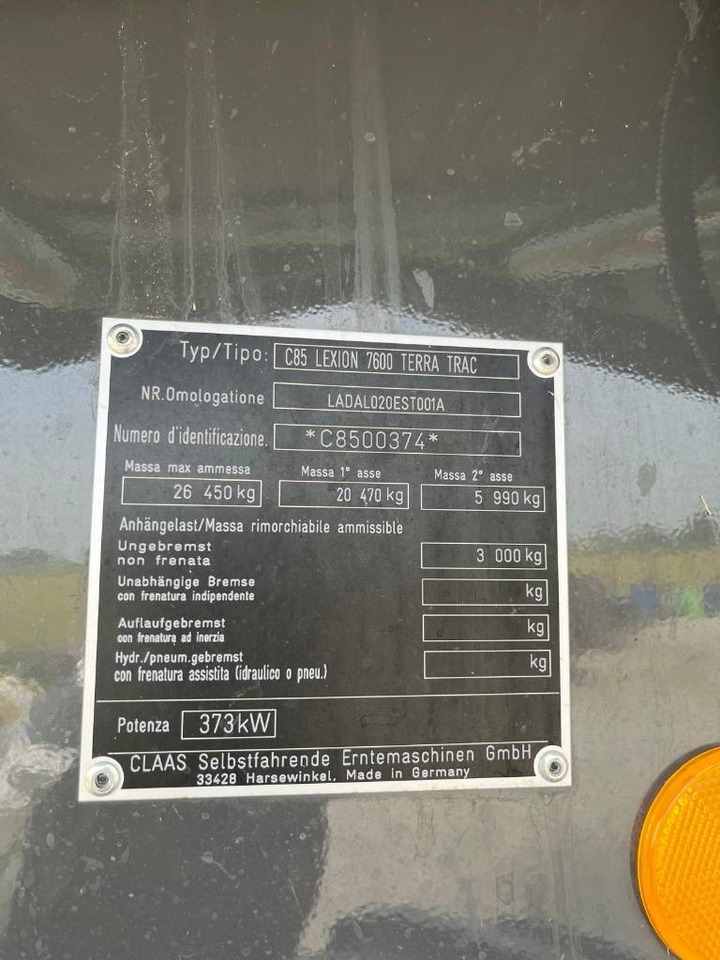 Typ/Tipo: C85 LEXION 7600 TERRA TRAC
NR.Omologatione LADAL020EST001A
Numero d'identificazione. *C8500374*
Massa max ammessa Massa 1° asse Massa 2° asse
26 450 kg 20 470 kg 5 990 kg
Anhängelast/Massa rimorchiabile ammissible
Ungebremst
non frenata 3 000 kg
Unabhängige Bremse
con frenatura indipendente kg
Auflaufgebremst
con frenatura ad inerzia kg
Hydr./pneum.gebremst
con frenatura assistita (idraulico o pneu.) kg
Potenza 373kW
CLAAS Selbstfahrende Erntemaschinen GmbH
33428 Harsewinkel, Made in Germany